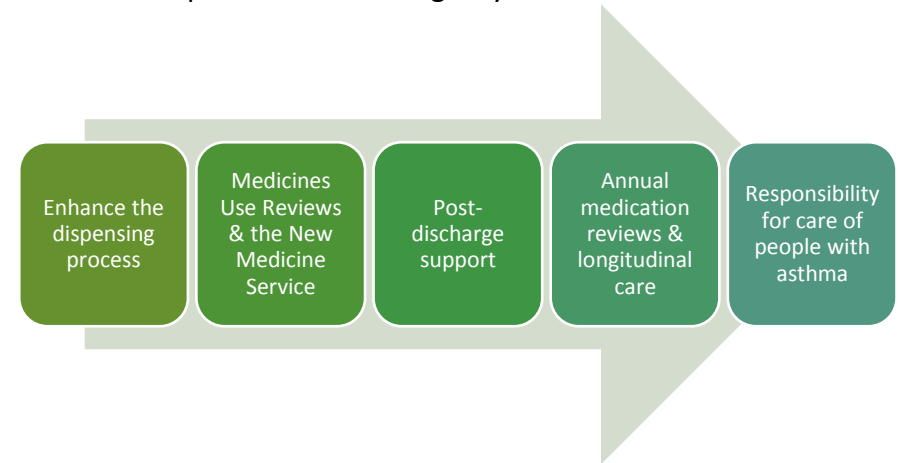 Enhance the
dispensing
process
Medicines
Use Reviews
& the New
Medicine
Service
Post-
discharge
support
Annual
medication
reviews &
longitudinal
care
Responsibility
for care of
people with
asthma